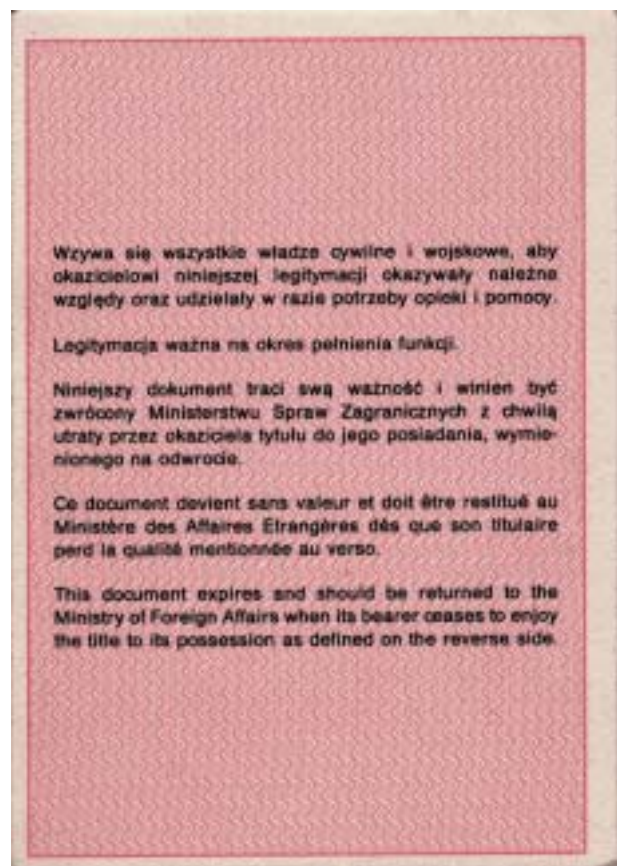 Wzywa się wszystkie władze cywilne i wojskowe, aby
okazicielowi niniejszej legitymacji okazywały należne
względy oraz udzielały w razie potrzeby opieki i pomocy.
Legitymacja ważna na okres pełnienia funkcji.
Niniejszy dokument traci swą ważność i winien być
zwrócony Ministerstwu Spraw Zagranicznych z chwilą
utraty przez okaziciela tytułu do jego posiadania, wymie-
nionego na odwrocie.
Ce document devient sans valeur et doit être restitué au
Ministère des Affaires Etrangères dés que son titulaire
perd la qualité mentionnée au verso.
This document expires and should be returned to the
Ministry of Foreign Affairs when its bearer ceases to enjoy
the title to its possession as defined on the reverse side.